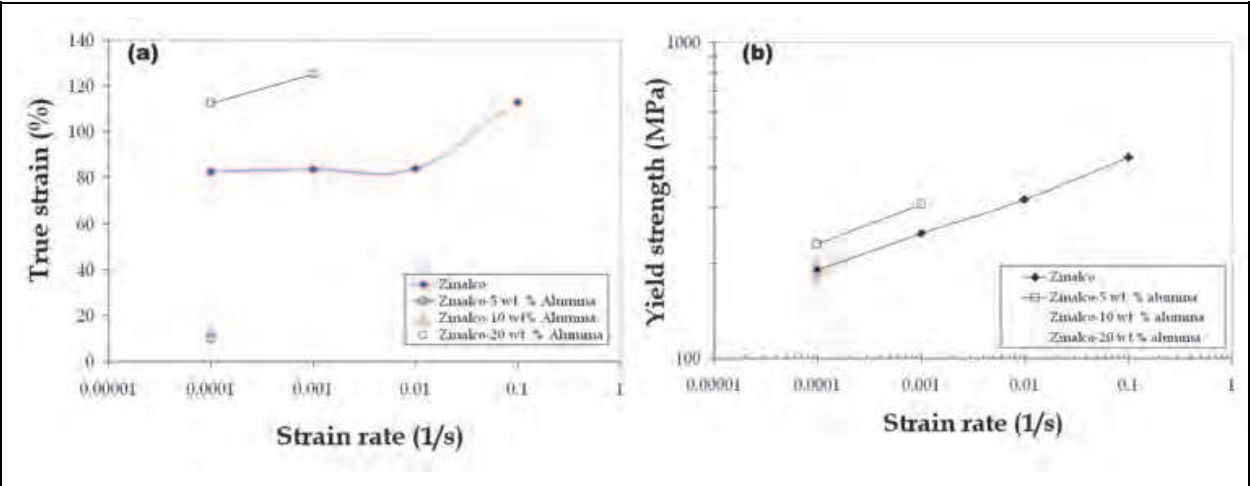 (a)
True strain (%)
140
120
100
80
60
40
20
0
0.00001 0.0001 0.001 0.01 0.1 1
Strain rate (1/s)
Zinalco
Zinalco-5 wt % Alumina
Zinalco-10 wt% Alumina
Zinalco-20 wt % Alumina
(b)
Yield strength (MPa)
1000
100
0.00001 0.0001 0.001 0.01 0.1 1
Strain rate (1/s)
Zinalco
Zinalco-5 wt % alumina
Zinalco-10 wt % alumina
Zinalco-20 wt % alumina